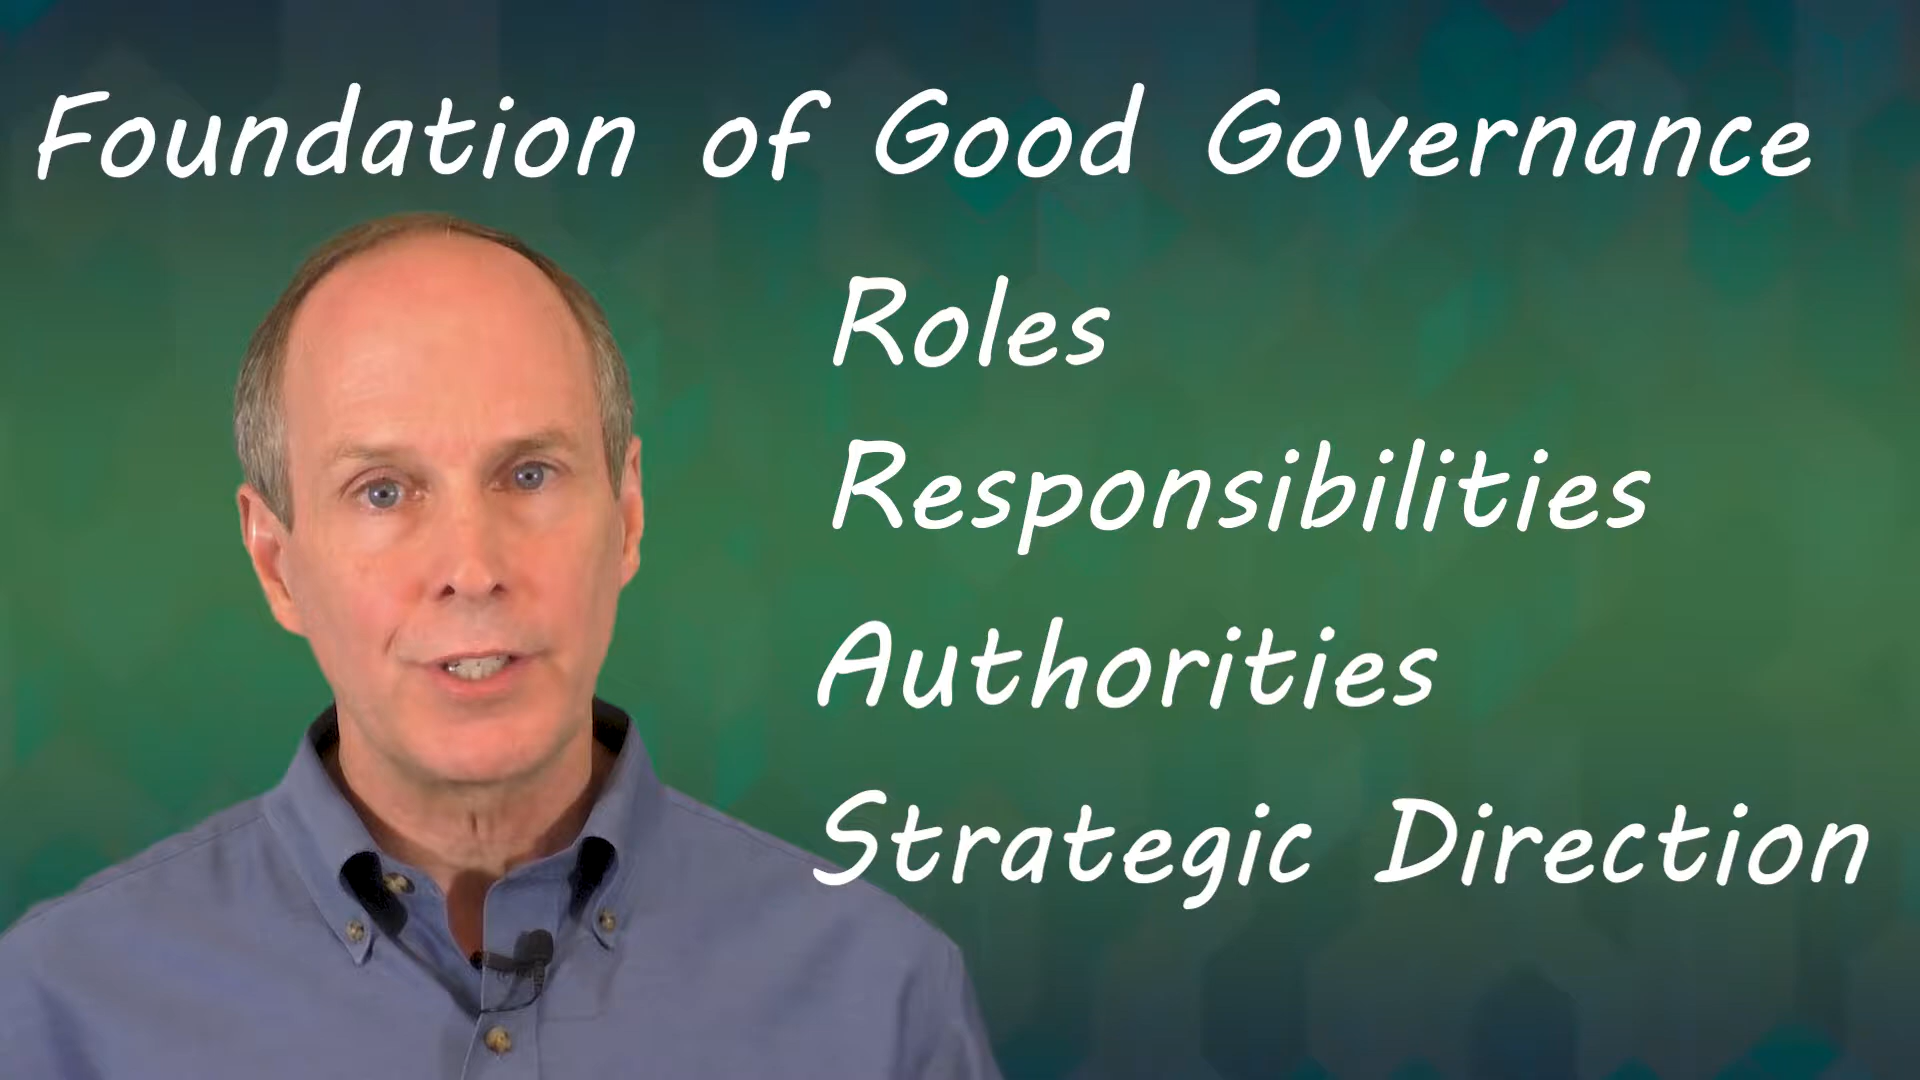 Foundation of Good Governance
Roles
Responsibilities
Authorities
Strategic Direction